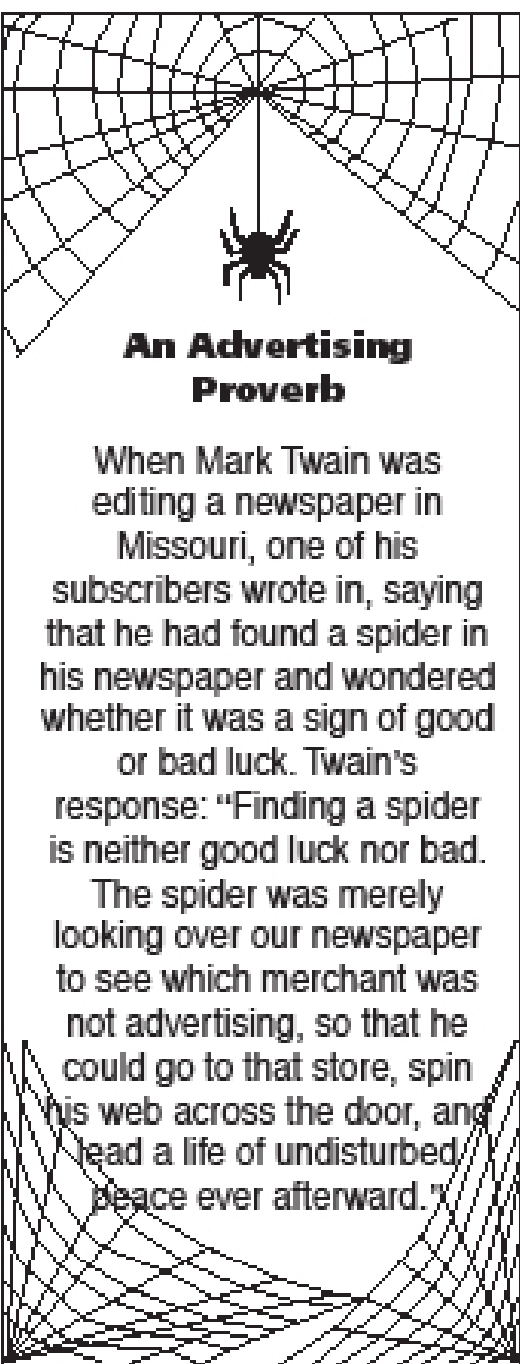 An Advertising
Proverb
When Mark Twain was
editing a newspaper in
Missouri, one of his
subscribers wrote in, saying
that he had found a spider in
his newspaper and wondered
whether it was a sign of good
or bad luck. Twain's
response: “Finding a spider
is neither good luck nor bad.
The spider was merely
looking over our newspaper
to see which merchant was
not advertising, so that he
could go to that store, spin
his web across the door, and
lead a life of undisturbed
peace ever afterward.”